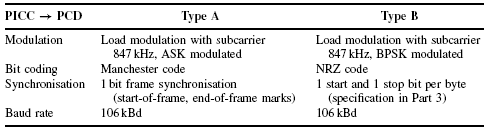 PICC → PCD Type A Type B
Modulation Load modulation with subcarrier Load modulation with subcarrier
847 kHz, ASK modulated 847 kHz, BPSK modulated
Bit coding Manchester code NRZ code
Synchronisation 1 bit frame synchronisation 1 start and 1 stop bit per byte
(start-of-frame, end-of-frame marks) (specification in Part 3)
Baud rate 106 kBd 106 kBd